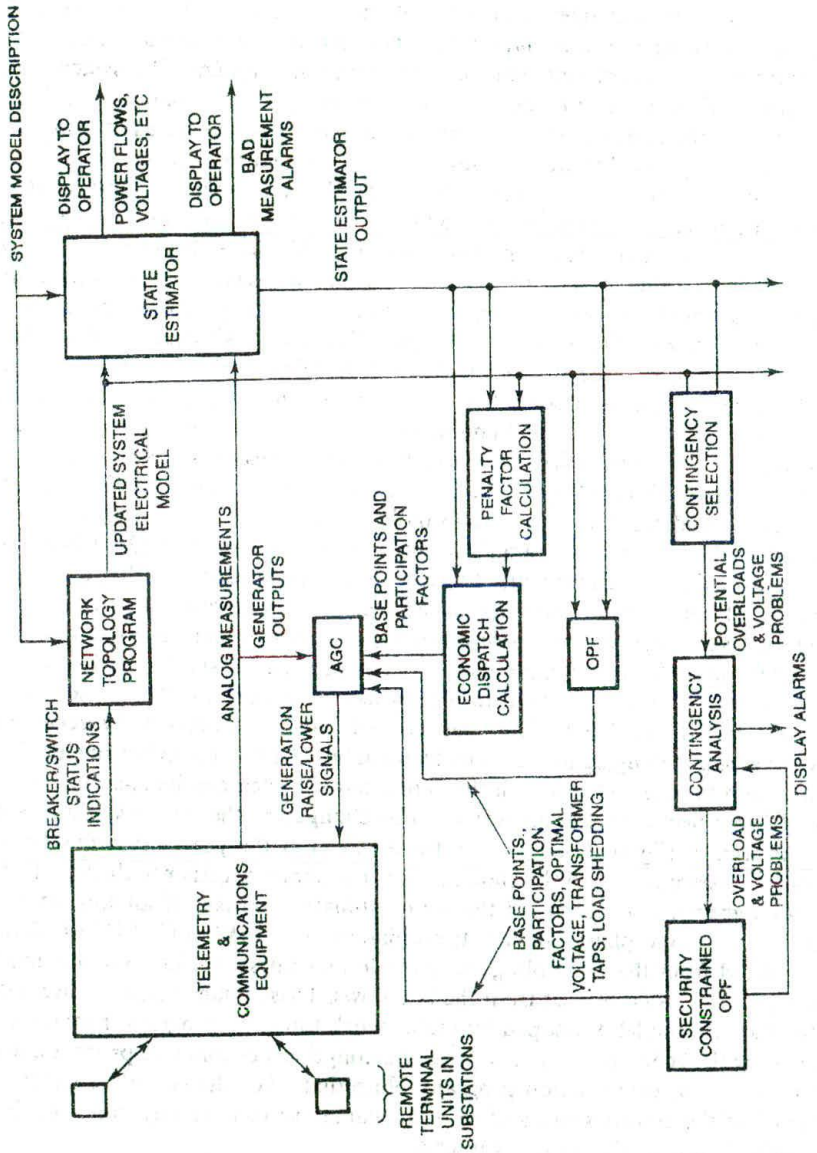 SYSTEM MODEL DESCRIPTION
BREAKER/SWITCH
STATUS
INDICATIONS
NETWORK
TOPOLOGY
PROGRAM
UPDATED SYSTEM
ELECTRICAL
MODEL
STATE
ESTIMATOR
DISPLAY TO
OPERATOR
POWER FLOWS,
VOLTAGES, ETC
DISPLAY TO
OPERATOR
BAD
MEASUREMENT
ALARMS
TELEMETRY
&
COMMUNICATIONS
EQUIPMENT
REMOTE
TERMINAL
UNITS IN
SUBSTATIONS
ANALOG MEASUREMENTS
GENERATOR
OUTPUTS
STATE ESTIMATOR
OUTPUT
GENERATION
RAISE/LOWER
SIGNALS
AGC
BASE POINTS AND
PARTICIPATION
FACTORS
ECONOMIC
DISPATCH
CALCULATION
PENALTY
FACTOR
CALCULATION
BASE POINTS.,
PARTICIPATION
FACTORS, OPTIMAL
VOLTAGE, TRANSFORMER
TAPS, LOAD SHEDDING
OPF
SECURITY
CONSTRAINED
OPF
OVERLOAD
& VOLTAGE
PROBLEMS
CONTINGENCY
ANALYSIS
POTENTIAL
OVERLOADS
& VOLTAGE
PROBLEMS
CONTINGENCY
SELECTION
DISPLAY ALARMS